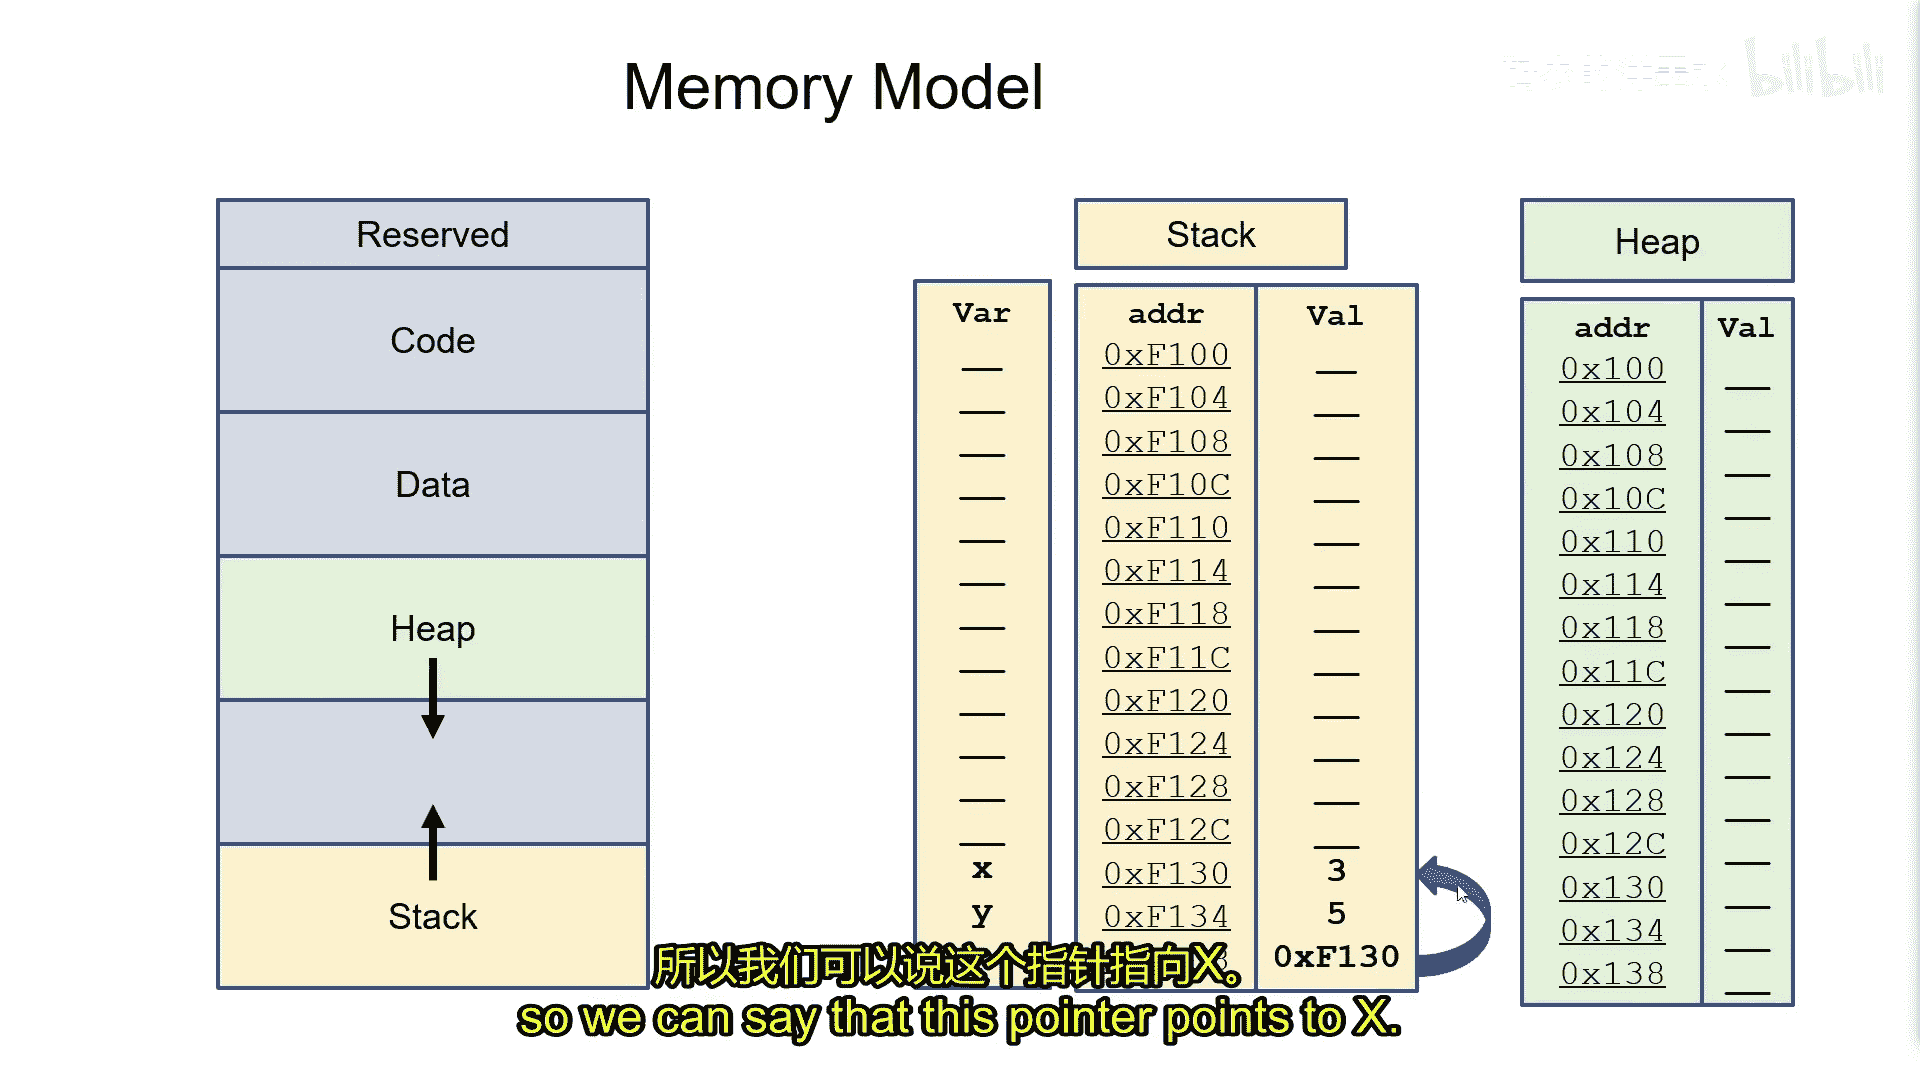 Memory Model
bilibili
Reserved
Code
Data
Heap
Stack
Stack
Var
x
y
addr
0xF100
0xF104
0xF108
0xF10C
0xF110
0xF114
0xF118
0xF11C
0xF120
0xF124
0xF128
0xF12C
0xF130
0xF134
Val
3
5
0xF130
Heap
addr
0x100
0x104
0x108
0x10C
0x110
0x114
0x118
0x11C
0x120
0x124
0x128
0x12C
0x130
0x134
0x138
Val
所以我们可以说这个指针指向X。
so we can say that this pointer points to X.